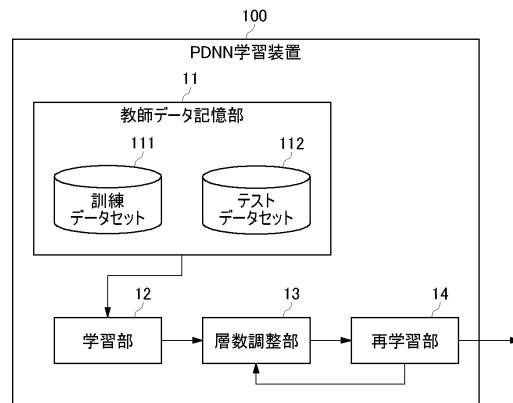 100
PDNN学習装置
11
教師データ記憶部
111
訓練
データセット
112
テスト
データセット
12
学習部
13
層数調整部
14
再学習部